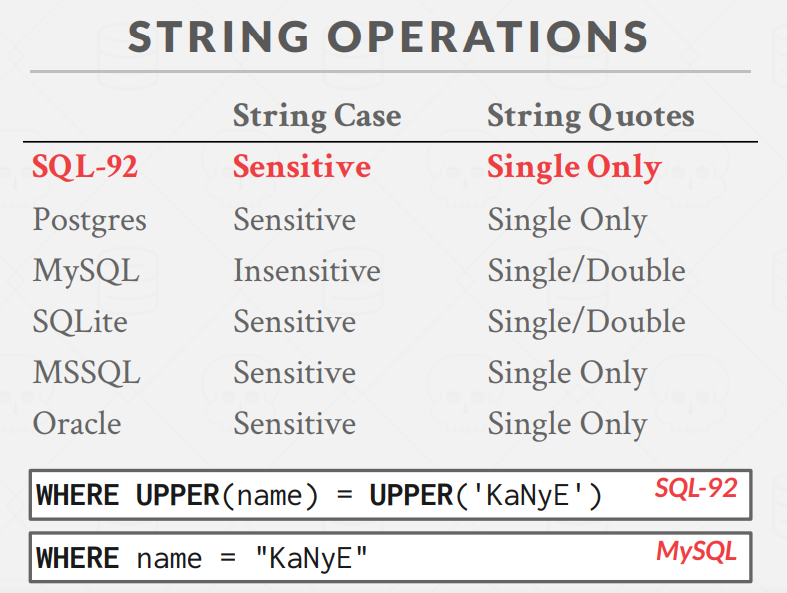 STRING OPERATIONS
String Case String Quotes
SQL-92 Sensitive Single Only
Postgres Sensitive Single Only
MySQL Insensitive Single/Double
SQLite Sensitive Single/Double
MSSQL Sensitive Single Only
Oracle Sensitive Single Only
WHERE UPPER(name) = UPPER('KaNyE') SQL-92
WHERE name = "KaNyE" MySQL